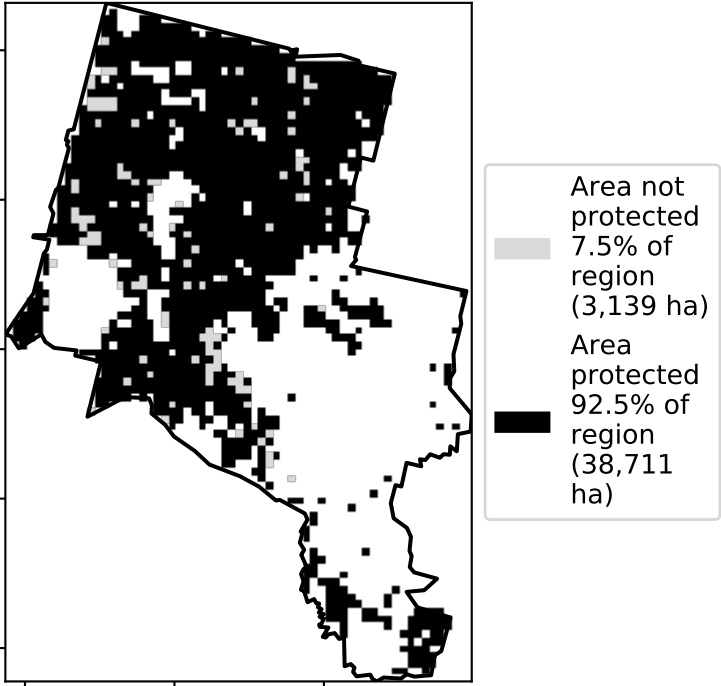 Area not
protected
7.5% of
region
(3,139 ha)
Area
protected
92.5% of
region
(38,711
ha)